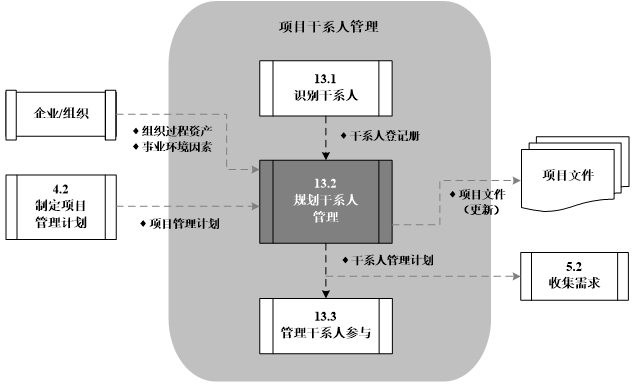 项目干系人管理
13.1
识别干系人
企业/组织
♦ 组织过程资产
♦ 事业环境因素
♦ 干系人登记册
4.2
制定项目
管理计划
♦ 项目管理计划
13.2
规划干系人
管理
♦ 项目文件
（更新）
项目文件
♦ 干系人管理计划
5.2
收集需求
13.3
管理干系人参与